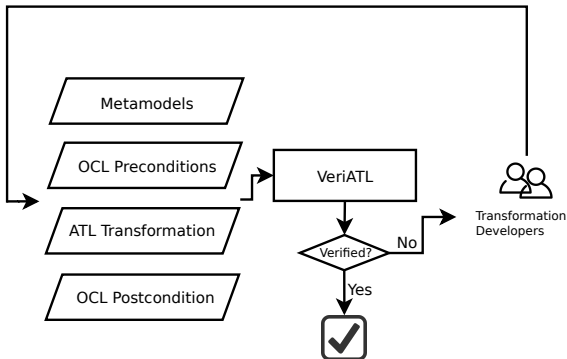 Metamodels
OCL Preconditions
ATL Transformation
OCL Postcondition
VeriATL
Verified?
No
Yes
Transformation
Developers